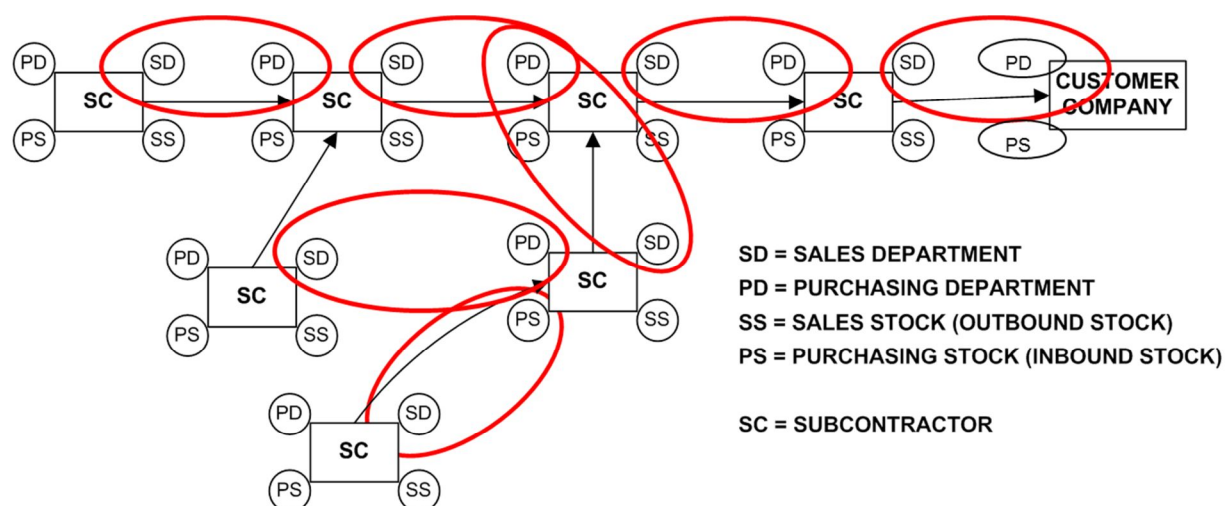 PD SD PD SD PD SD PD SD PD
SC SC SC SC CUSTOMER
COMPANY
PS SS PS SS PS SS PS SS PS
PD SD PD SD
SC SC
PS SS PS SS
PD SD
SC
PS SS
SD = SALES DEPARTMENT
PD = PURCHASING DEPARTMENT
SS = SALES STOCK (OUTBOUND STOCK)
PS = PURCHASING STOCK (INBOUND STOCK)
SC = SUBCONTRACTOR